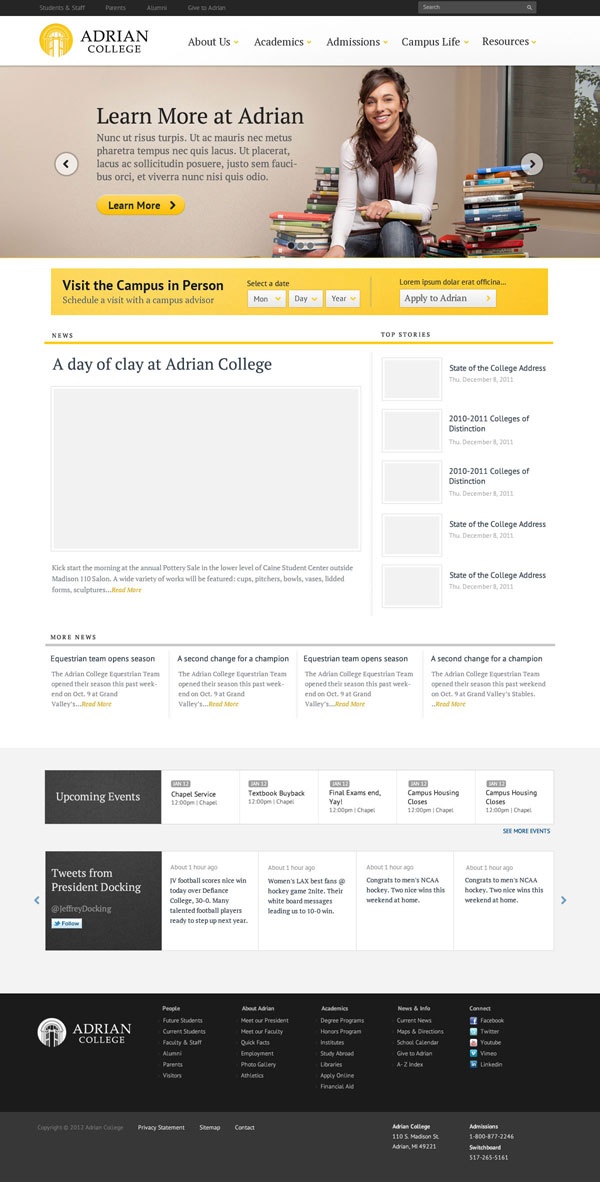 Students & Staff Parents Alumni Give to Adrian Search
ADRIAN
COLLEGE
About Us Academics Admissions Campus Life Resources
Learn More at Adrian
Nunc ut risus turpis. Ut ac mauris nec metus
pharetra tempus nec quis lacus. Ut placerat,
lacus ac sollicitudin posuere, justo sem fauci-
bus orci, et viverra nunc nisi quis odio.
Learn More
Visit the Campus in Person
Schedule a visit with a campus advisor
Select a date
Mon Day Year
Lorem ipsum dolar erat officina...
Apply to Adrian
NEWS
A day of clay at Adrian College
Kick start the morning at the annual Pottery Sale in the lower level of Caine Student Center outside
Madison 110 Salon. A wide variety of works will be featured: cups, pitchers, bowls, vases, lidded
forms, sculptures...Read More
TOP STORIES
State of the College Address
Thu. December 8, 2011
2010-2011 Colleges of
Distinction
Thu. December 8, 2011
2010-2011 Colleges of
Distinction
Thu. December 8, 2011
State of the College Address
Thu. December 8, 2011
State of the College Address
Thu. December 8, 2011
MORE NEWS
Equestrian team opens season
The Adrian College Equestrian Team
opened their season this past week-
end on Oct. 9 at Grand
Valley's...Read More
A second change for a champion
The Adrian College Equestrian Team
opened their season this past week-
end on Oct. 9 at Grand
Valley's...Read More
Equestrian team opens season
The Adrian College Equestrian Team
opened their season this past week-
end on Oct. 9 at Grand
Valley's...Read More
A second change for a champion
The Adrian College Equestrian Team
opened their season this past weekend
on Oct. 9 at Grand Valley's Stables.
..Read More
Upcoming Events
JAN 12
Chapel Service
12:00pm | Chapel
JAN 12
Textbook Buyback
12:00pm | Chapel
JAN 12
Final Exams end,
Yay!
12:00pm | Chapel
JAN 12
Campus Housing
Closes
12:00pm | Chapel
JAN 12
Campus Housing
Closes
12:00pm | Chapel
SEE MORE EVENTS
Tweets from
President Docking
@JeffreyDocking
Follow
About 1 hour ago
JV football scores nice win
today over Defiance
College, 30-0. Many
talented football players
ready to step up next year.
About 1 hour ago
Women's LAX best fans @
hockey game 2nite. Their
white board messages
leading us to 10-0 win.
About 1 hour ago
Congrats to men's NCAA
hockey. Two nice wins this
weekend at home.
About 1 hour ago
Congrats to men's NCAA
hockey. Two nice wins this
weekend at home.
ADRIAN
COLLEGE
People
Future Students
Current Students
Faculty & Staff
Alumni
Parents
Visitors
About Adrian
Meet our President
Meet our Faculty
Quick Facts
Employment
Photo Gallery
Athletics
Academics
Degree Programs
Honors Program
Institutes
Study Abroad
Libraries
Apply Online
Financial Aid
News & Info
Current News
Maps & Directions
School Calendar
Give to Adrian
A- Z Index
Connect
Facebook
Twitter
Youtube
Vimeo
Linkedin
Copyright © 2012 Adrian College Privacy Statement Sitemap Contact
Adrian College
110 S. Madison St.
Adrian, MI 49221
Admissions
1-800-877-2246
Switchboard
517-265-5161